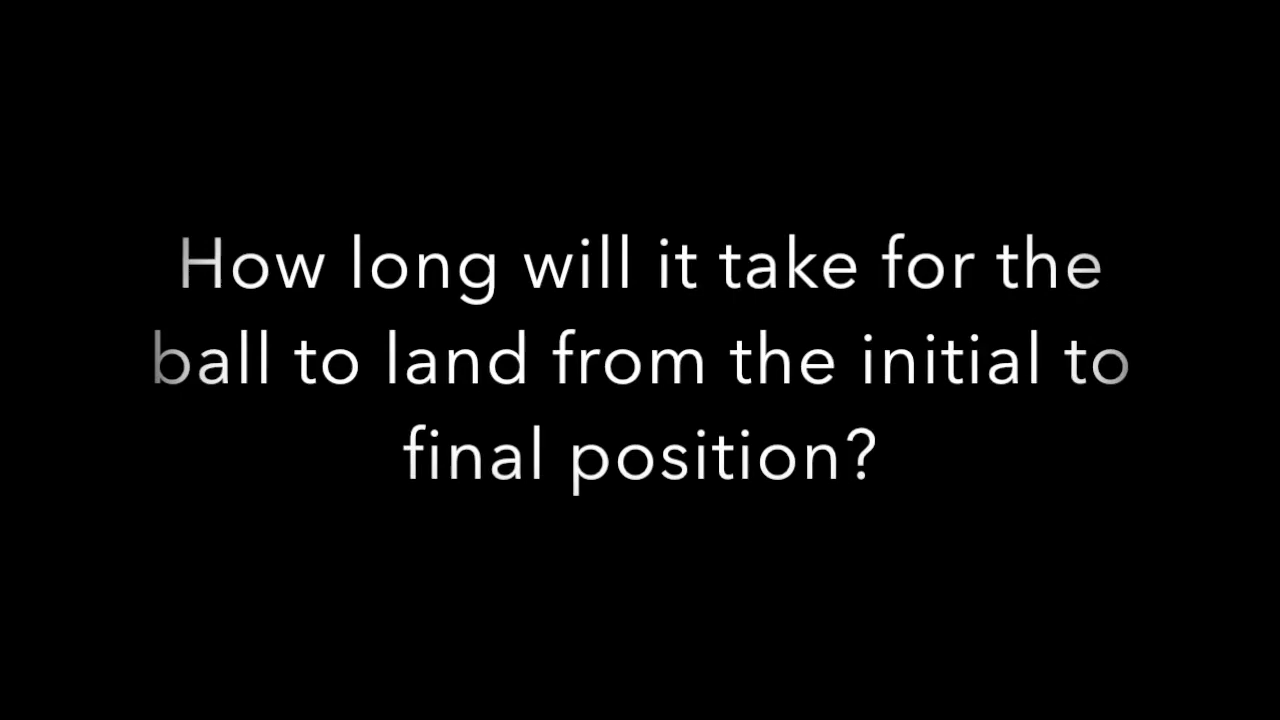 How long will it take for the
ball to land from the initial to
final position?